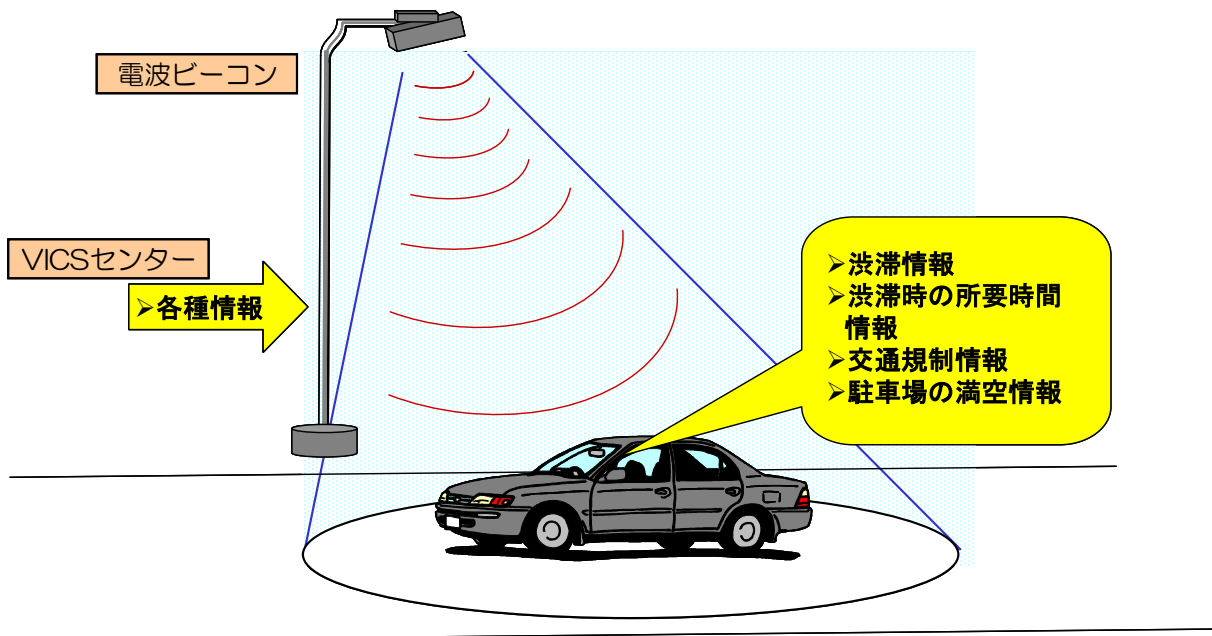 電波ビーコン
VICSセンター
➢各種情報
➢渋滞情報
➢渋滞時の所要時間
情報
➢交通規制情報
➢駐車場の満空情報